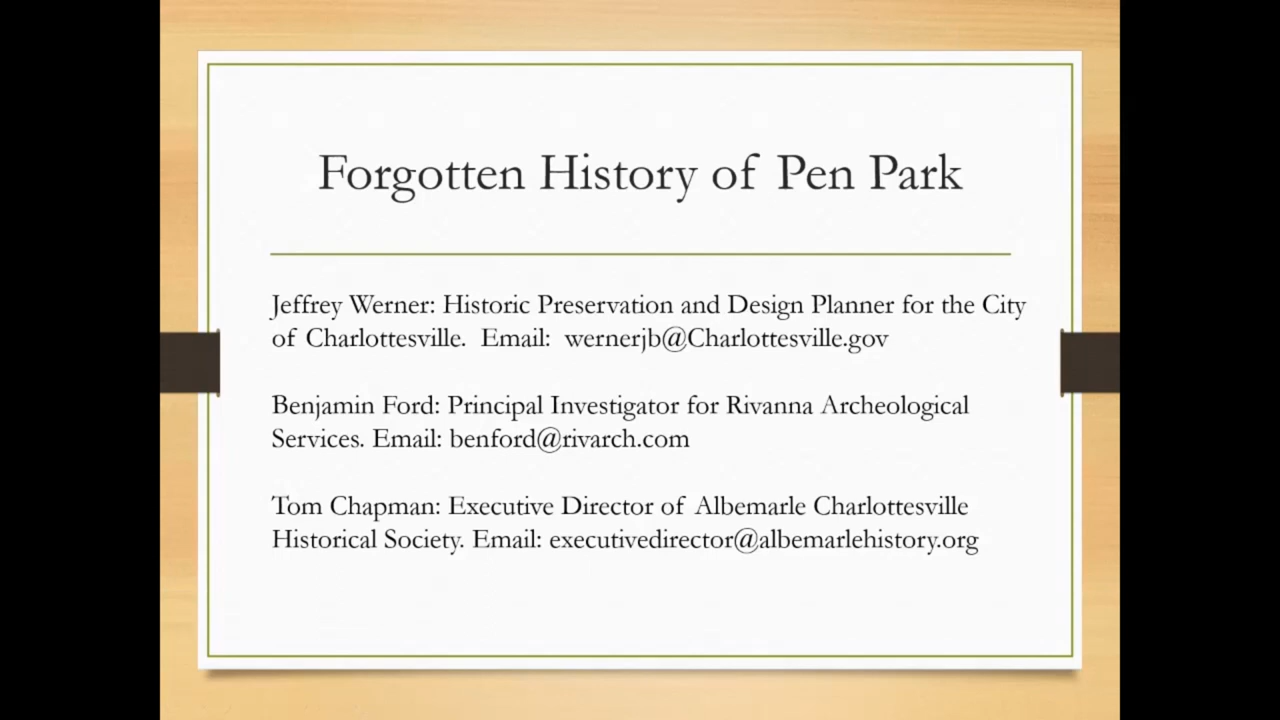 Forgotten History of Pen Park
Jeffrey Werner: Historic Preservation and Design Planner for the City
of Charlottesville. Email: wernerjb@Charlottesville.gov
Benjamin Ford: Principal Investigator for Rivanna Archeological
Services. Email: benford@rivarch.com
Tom Chapman: Executive Director of Albemarle Charlottesville
Historical Society. Email: executivedirector@albemarlehistory.org